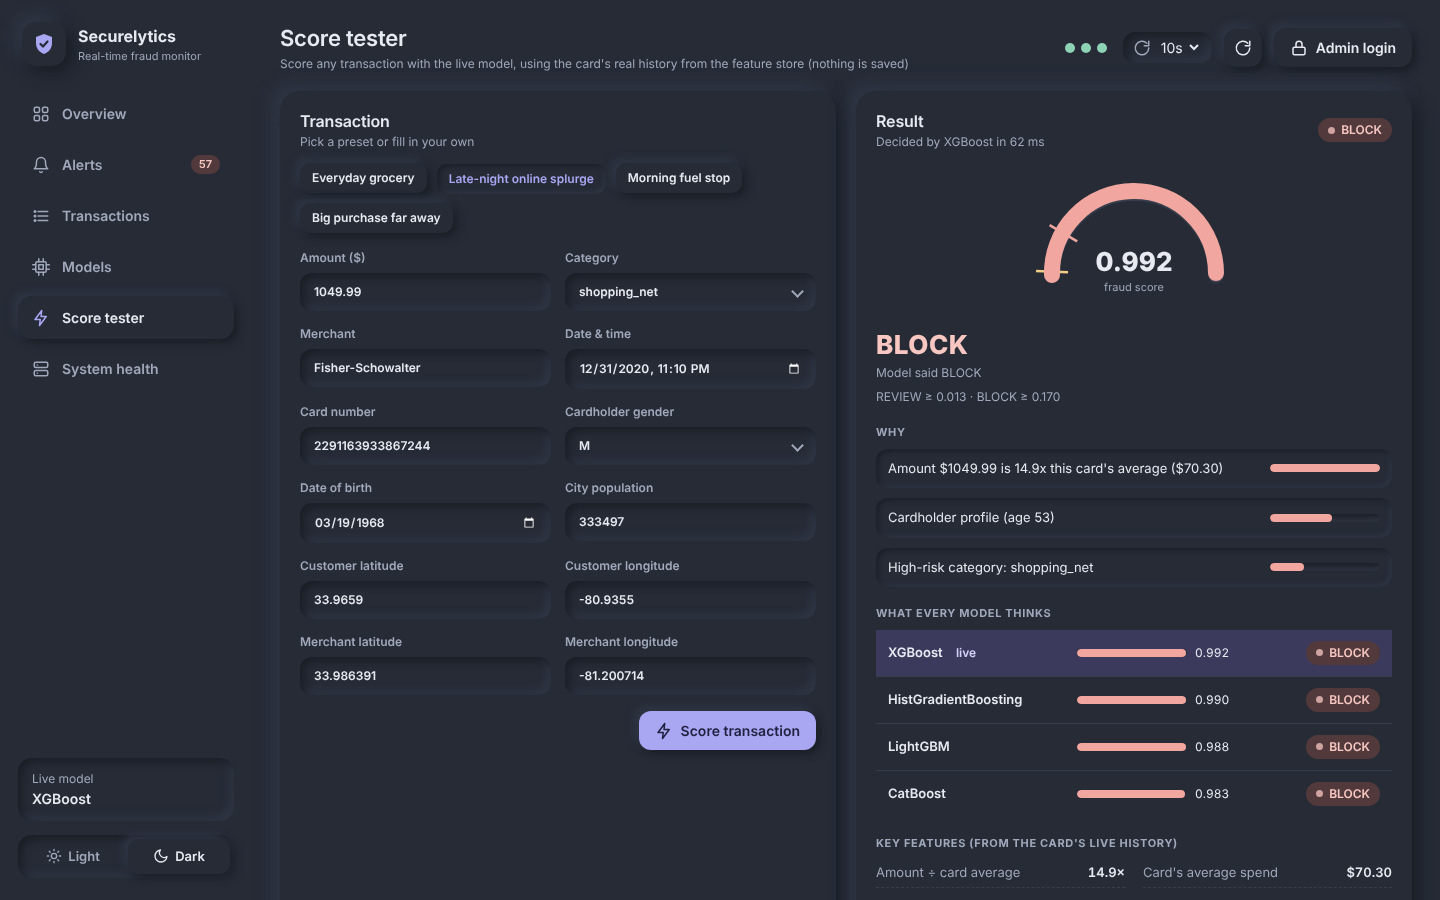 Securelytics
Real-time fraud monitor
Overview
Alerts 57
Transactions
Models
Score tester
System health
Live model
XGBoost
Light Dark
Score tester
Score any transaction with the live model, using the card's real history from the feature store (nothing is saved)
10s
Admin login
Transaction
Pick a preset or fill in your own
Everyday grocery Late-night online splurge Morning fuel stop
Big purchase far away
Amount ($) Category
1049.99 shopping_net
Merchant Date & time
Fisher-Schowalter 12/31/2020, 11:10 PM
Card number Cardholder gender
2291163933867244 M
Date of birth City population
03/19/1968 333497
Customer latitude Customer longitude
33.9659 -80.9355
Merchant latitude Merchant longitude
33.986391 -81.200714
Score transaction
Result
Decided by XGBoost in 62 ms
BLOCK
0.992
fraud score
BLOCK
Model said BLOCK
REVIEW ≥ 0.013 · BLOCK ≥ 0.170
WHY
Amount $1049.99 is 14.9x this card's average ($70.30)
Cardholder profile (age 53)
High-risk category: shopping_net
WHAT EVERY MODEL THINKS
XGBoost live 0.992 BLOCK
HistGradientBoosting 0.990 BLOCK
LightGBM 0.988 BLOCK
CatBoost 0.983 BLOCK
KEY FEATURES (FROM THE CARD'S LIVE HISTORY)
Amount ÷ card average 14.9× Card's average spend $70.30